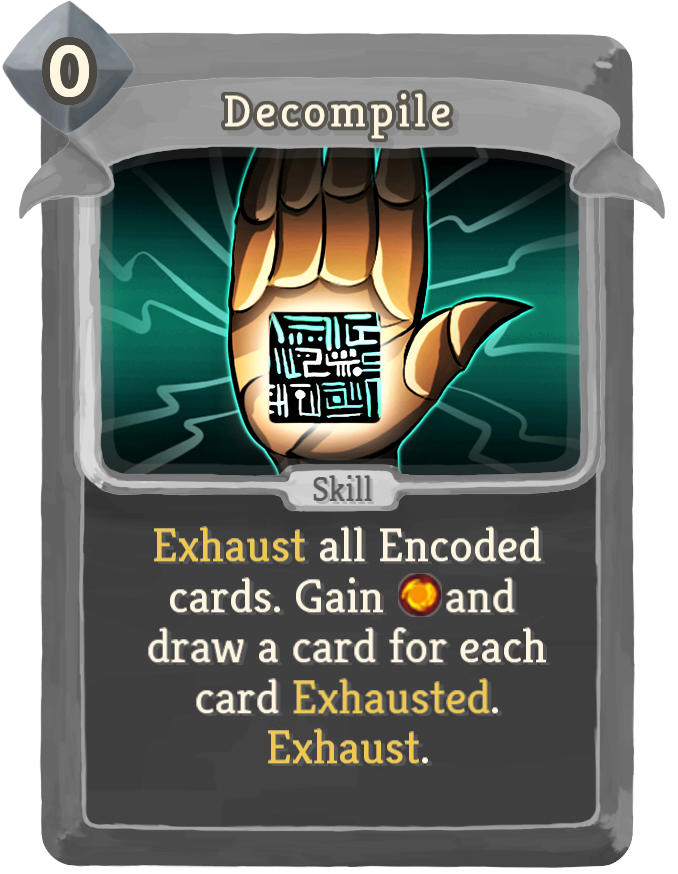 0
Decompile
Skill
Exhaust all Encoded
cards. Gain and
draw a card for each
card Exhausted.
Exhaust.